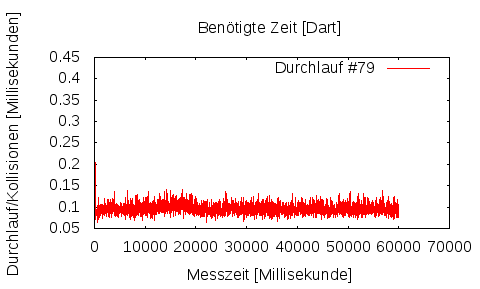 Benötigte Zeit [Dart]
Durchlauf #79
Durchlauf/Kollisionen [Millisekunden]
0.45
0.4
0.35
0.3
0.25
0.2
0.15
0.1
0.05
0 10000 20000 30000 40000 50000 60000 70000
Messzeit [Millisekunde]